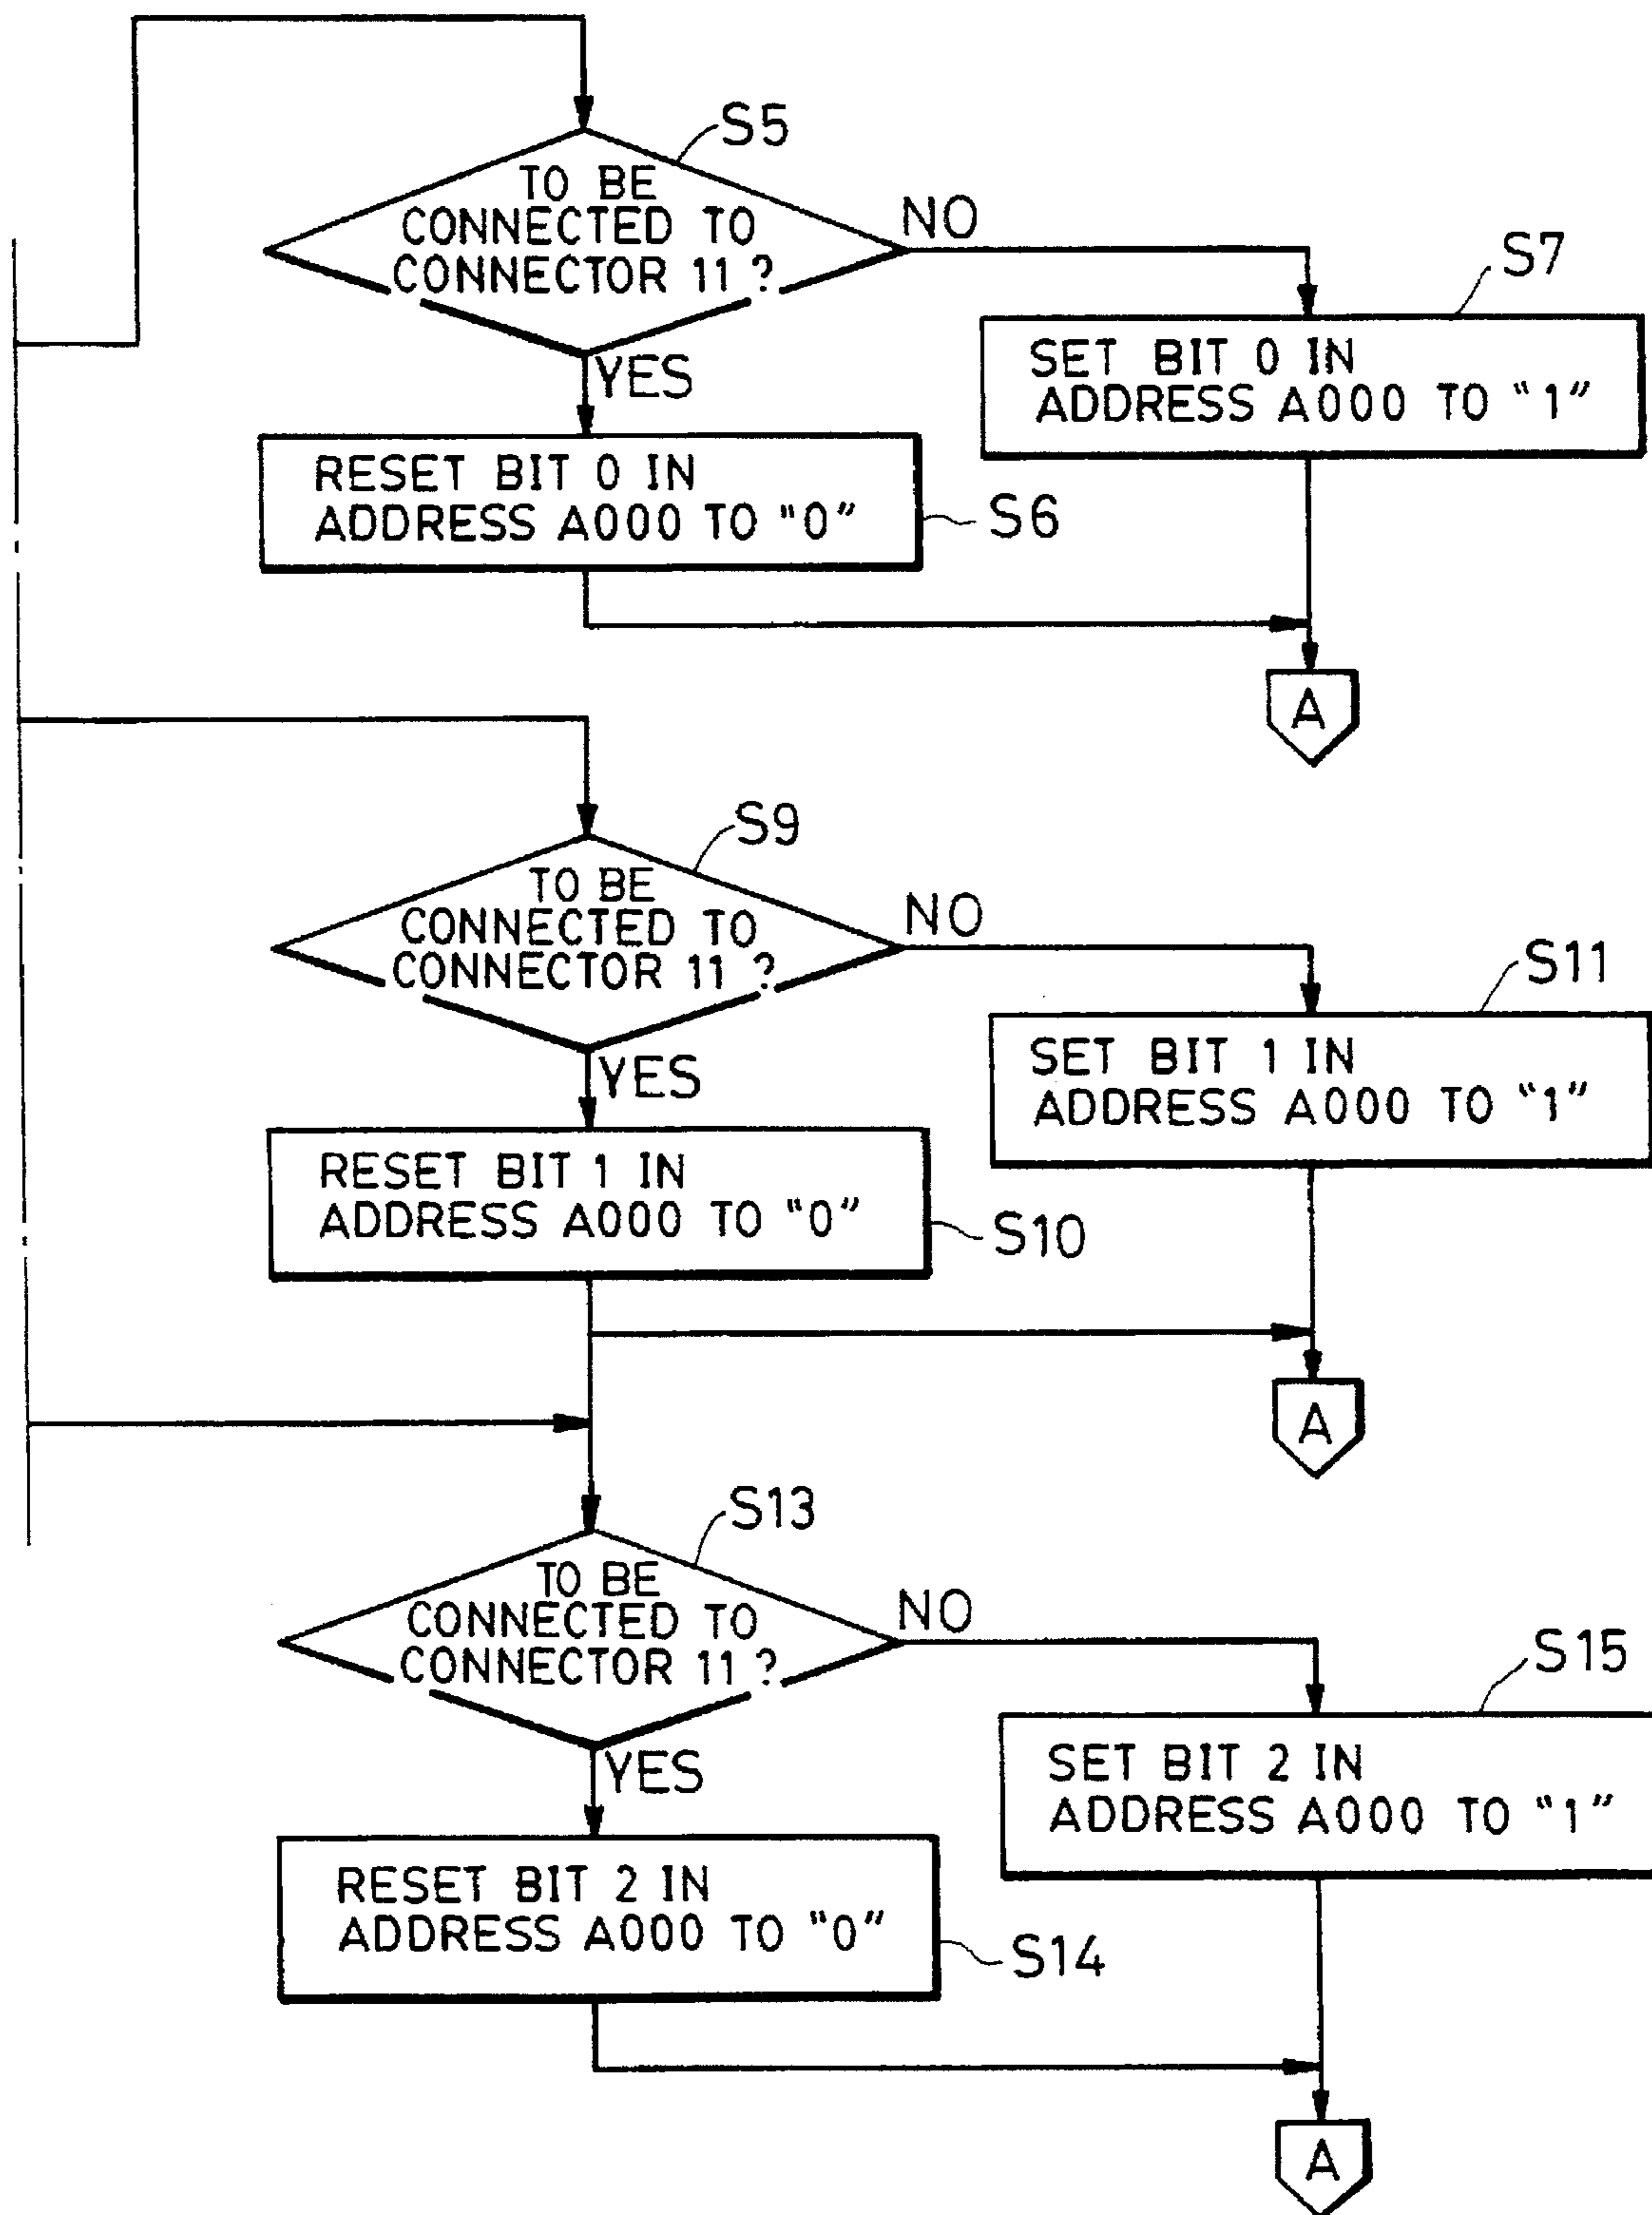 S5
TO BE
CONNECTED TO
CONNECTOR 11 ?
NO
YES
S7
SET BIT 0 IN
ADDRESS A000 TO "1"
RESET BIT 0 IN
ADDRESS A000 TO "0"
S6
A
S9
TO BE
CONNECTED TO
CONNECTOR 11 ?
NO
YES
S11
SET BIT 1 IN
ADDRESS A000 TO "1"
RESET BIT 1 IN
ADDRESS A000 TO "0"
S10
A
S13
TO BE
CONNECTED TO
CONNECTOR 11 ?
NO
YES
S15
SET BIT 2 IN
ADDRESS A000 TO "1"
RESET BIT 2 IN
ADDRESS A000 TO "0"
S14
A